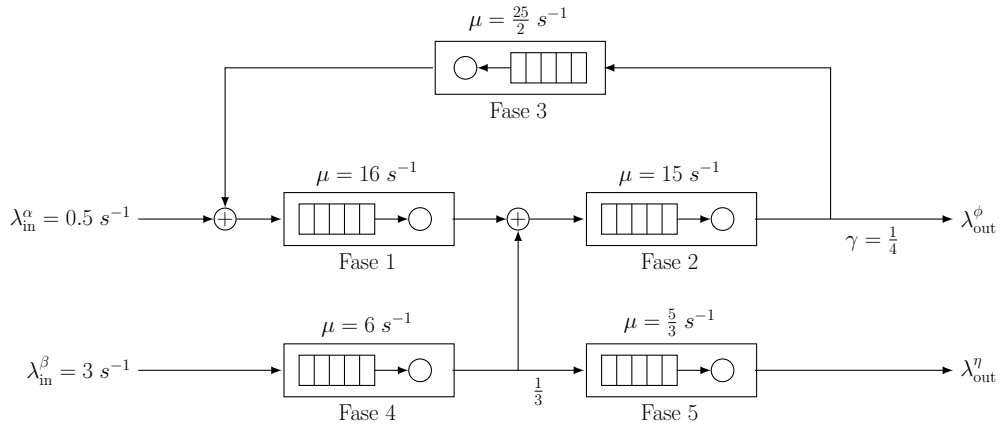 μ = 25/2 s⁻¹
Fase 3
μ = 16 s⁻¹
μ = 15 s⁻¹
λ_in^α = 0.5 s⁻¹
+
+
λ_out^ϕ
γ = 1/4
Fase 1
Fase 2
μ = 6 s⁻¹
μ = 5/3 s⁻¹
λ_in^β = 3 s⁻¹
λ_out^η
1/3
Fase 4
Fase 5